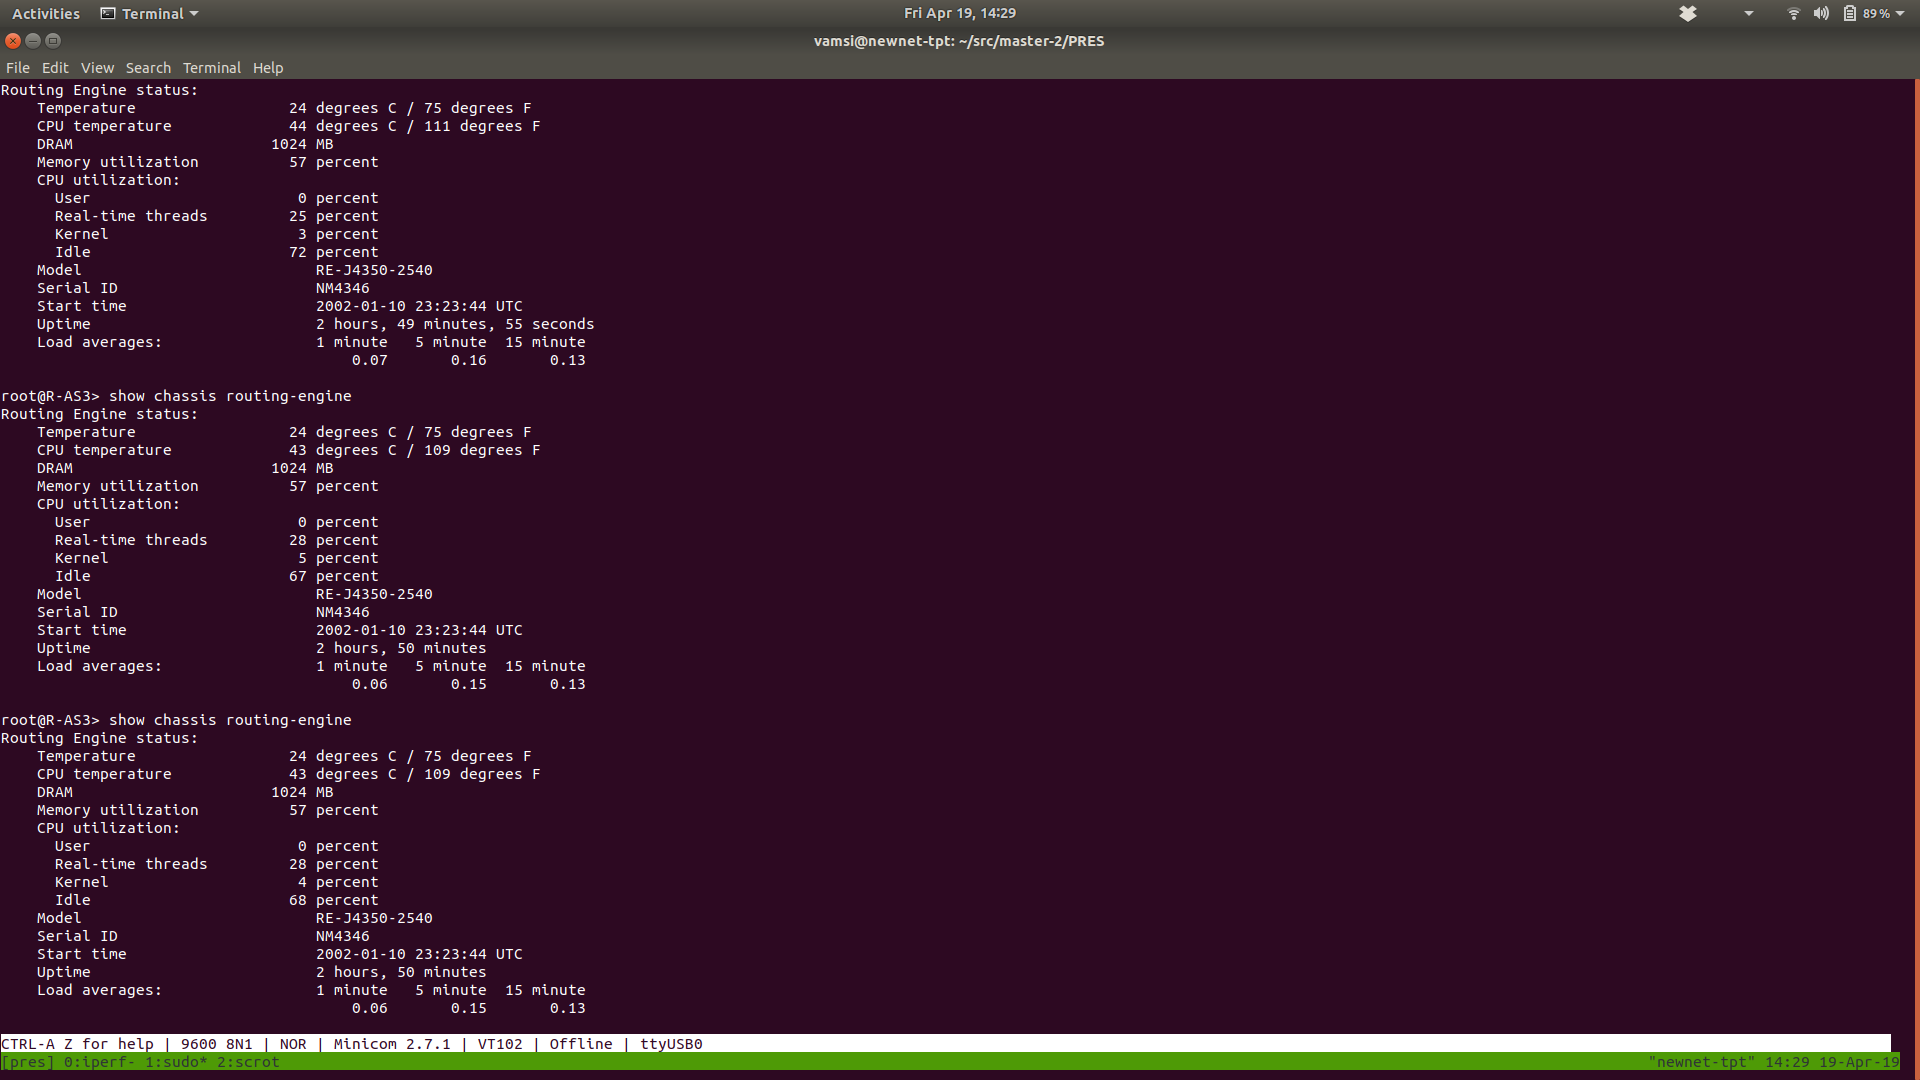 Activities Terminal Fri Apr 19, 14:29 89%
vamsi@newnet-tpt: ~/src/master-2/PRES
File Edit View Search Terminal Help
Routing Engine status:
    Temperature                 24 degrees C / 75 degrees F
    CPU temperature             44 degrees C / 111 degrees F
    DRAM                      1024 MB
    Memory utilization          57 percent
    CPU utilization:
      User                       0 percent
      Real-time threads         25 percent
      Kernel                     3 percent
      Idle                      72 percent
    Model                          RE-J4350-2540
    Serial ID                      NM4346
    Start time                     2002-01-10 23:23:44 UTC
    Uptime                         2 hours, 49 minutes, 55 seconds
    Load averages:                 1 minute   5 minute  15 minute
                                       0.07       0.16       0.13
root@R-AS3> show chassis routing-engine
Routing Engine status:
    Temperature                 24 degrees C / 75 degrees F
    CPU temperature             43 degrees C / 109 degrees F
    DRAM                      1024 MB
    Memory utilization          57 percent
    CPU utilization:
      User                       0 percent
      Real-time threads         28 percent
      Kernel                     5 percent
      Idle                      67 percent
    Model                          RE-J4350-2540
    Serial ID                      NM4346
    Start time                     2002-01-10 23:23:44 UTC
    Uptime                         2 hours, 50 minutes
    Load averages:                 1 minute   5 minute  15 minute
                                       0.06       0.15       0.13
root@R-AS3> show chassis routing-engine
Routing Engine status:
    Temperature                 24 degrees C / 75 degrees F
    CPU temperature             43 degrees C / 109 degrees F
    DRAM                      1024 MB
    Memory utilization          57 percent
    CPU utilization:
      User                       0 percent
      Real-time threads         28 percent
      Kernel                     4 percent
      Idle                      68 percent
    Model                          RE-J4350-2540
    Serial ID                      NM4346
    Start time                     2002-01-10 23:23:44 UTC
    Uptime                         2 hours, 50 minutes
    Load averages:                 1 minute   5 minute  15 minute
                                       0.06       0.15       0.13
CTRL-A Z for help | 9600 8N1 | NOR | Minicom 2.7.1 | VT102 | Offline | ttyUSB0
[pres] 0:iperf- 1:sudo* 2:scrot "newnet-tpt" 14:29 19-Apr-19